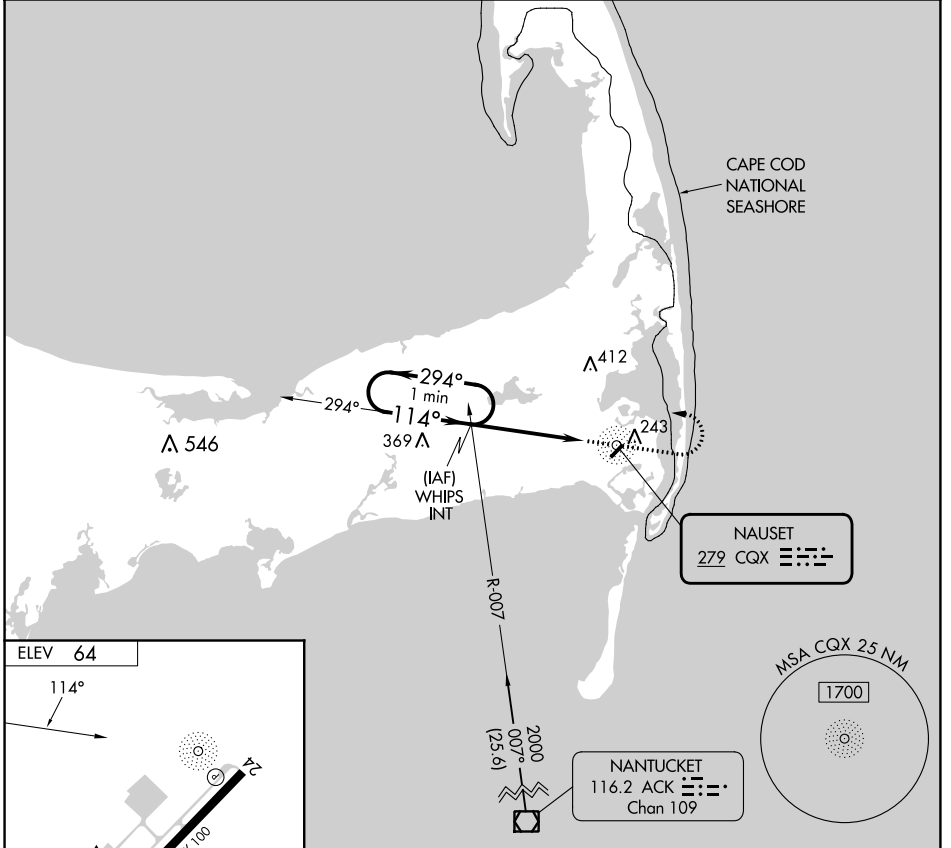 CAPE COD
NATIONAL
SEASHORE
412
294°
1 min
294°
114°
546
369
243
(IAF)
WHIPS
INT
NAUSET
279 CQX
R-007
ELEV 64
114°
MSA CQX 25 NM
1700
2000
007°
(25.6)
NANTUCKET
116.2 ACK
Chan 109
24
P
100